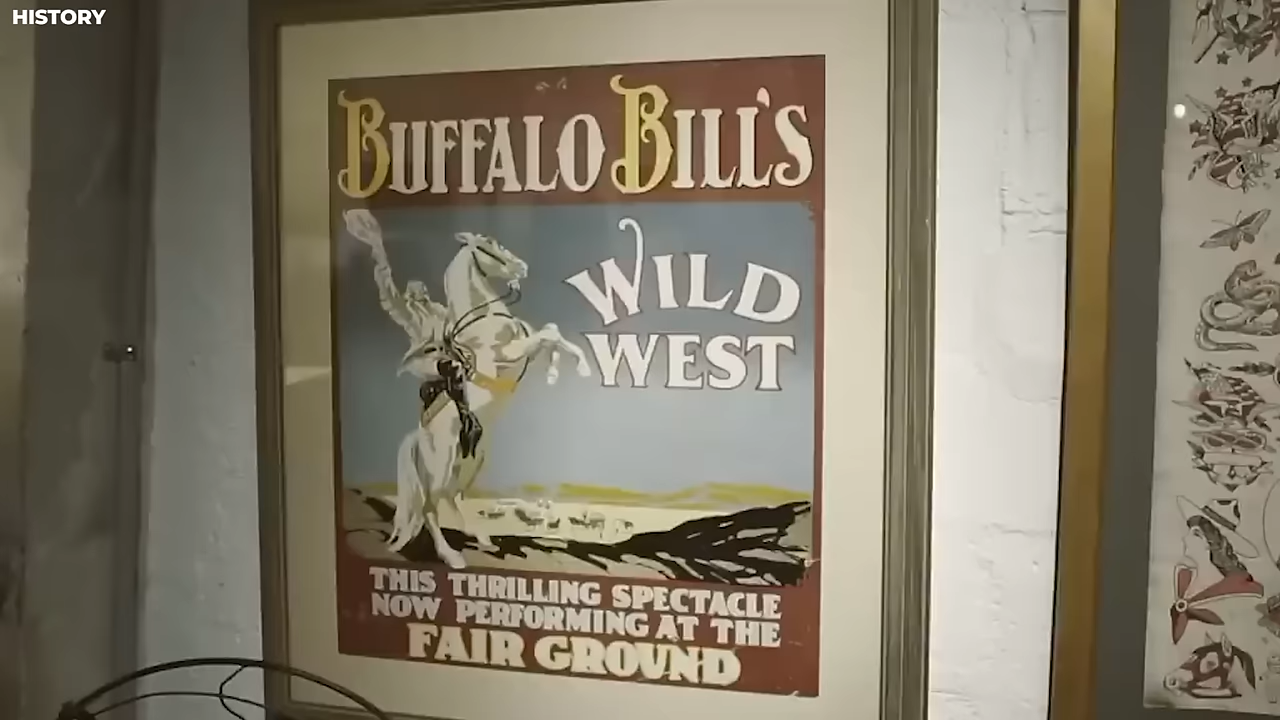 HISTORY
BUFFALO BILL'S
WILD
WEST
THIS THRILLING SPECTACLE
NOW PERFORMING AT THE
FAIR GROUND